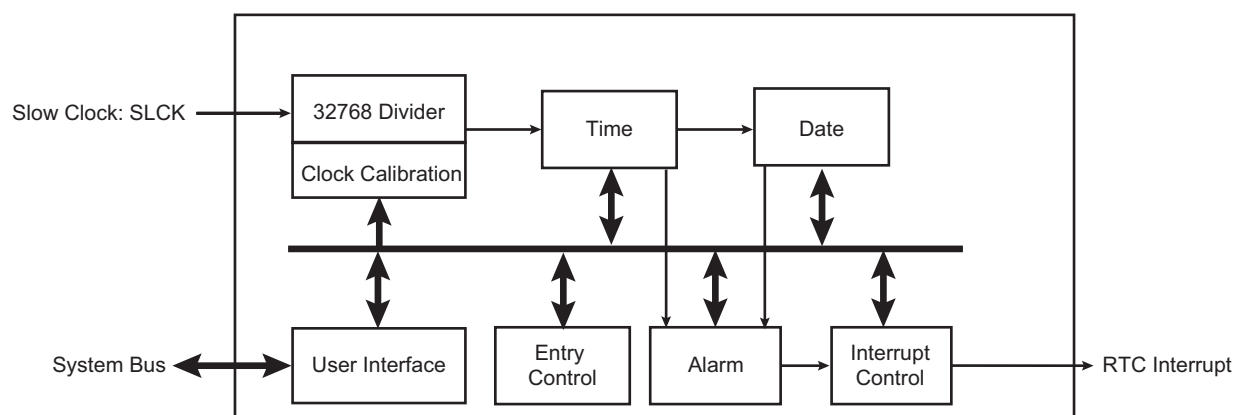 Slow Clock: SLCK
32768 Divider
Time
Date
Clock Calibration
System Bus
User Interface
Entry
Control
Alarm
Interrupt
Control
RTC Interrupt